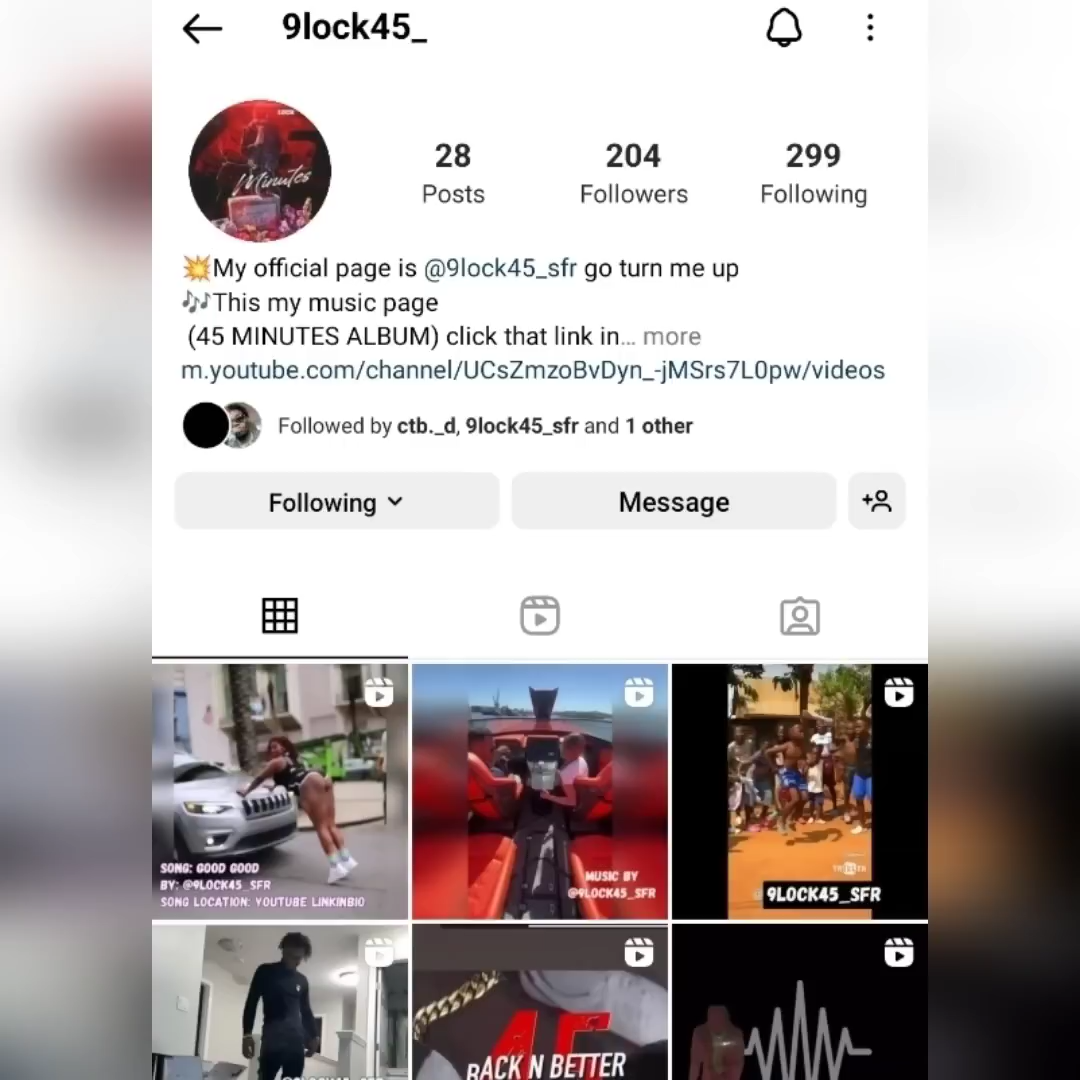 9lock45_
Minutes
28
Posts
204
Followers
299
Following
💥My official page is @9lock45_sfr go turn me up
🎶This my music page
(45 MINUTES ALBUM) click that link in... more
m.youtube.com/channel/UCsZmzoBvDyn_-jMSrs7L0pw/videos
Followed by ctb._d, 9lock45_sfr and 1 other
Following
Message
SONG: GOOD GOOD
BY: @9LOCK45_SFR
SONG LOCATION: YOUTUBE LINKINBIO
MUSIC BY
@9LOCK45_SFR
9LOCK45_SFR
45
BACK N BETTER